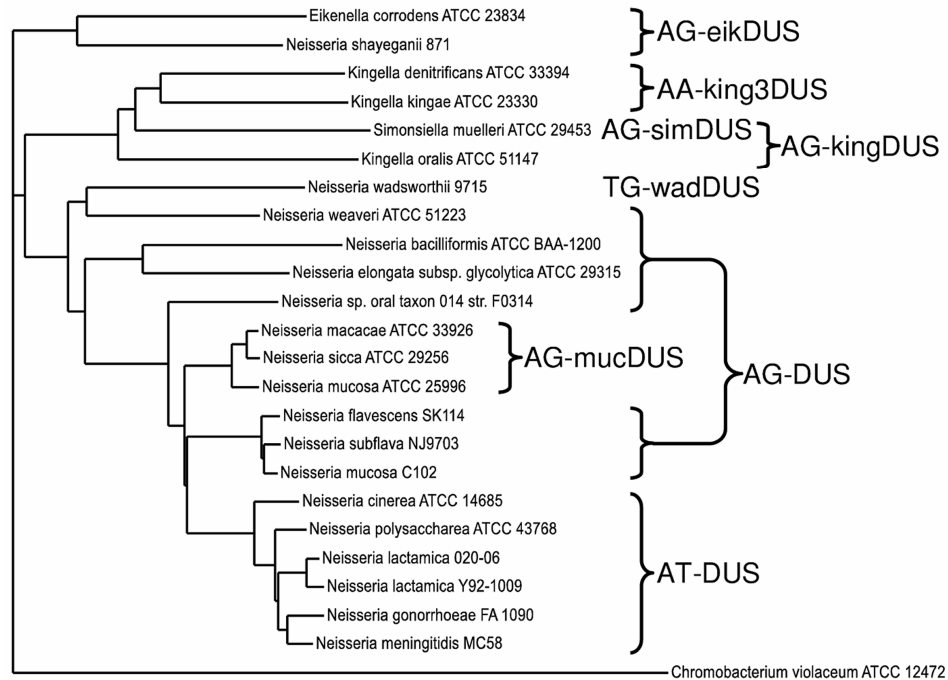 Eikenella corrodens ATCC 23834
Neisseria shayeganii 871
AG-eikDUS
Kingella denitrificans ATCC 33394
Kingella kingae ATCC 23330
AA-king3DUS
Simonsiella muelleri ATCC 29453
AG-simDUS
Kingella oralis ATCC 51147
AG-kingDUS
Neisseria wadsworthii 9715
TG-wadDUS
Neisseria weaveri ATCC 51223
Neisseria bacilliformis ATCC BAA-1200
Neisseria elongata subsp. glycolytica ATCC 29315
Neisseria sp. oral taxon 014 str. F0314
Neisseria macacae ATCC 33926
Neisseria sicca ATCC 29256
Neisseria mucosa ATCC 25996
AG-mucDUS
AG-DUS
Neisseria flavescens SK114
Neisseria subflava NJ9703
Neisseria mucosa C102
Neisseria cinerea ATCC 14685
Neisseria polysaccharea ATCC 43768
Neisseria lactamica 020-06
Neisseria lactamica Y92-1009
AT-DUS
Neisseria gonorrhoeae FA 1090
Neisseria meningitidis MC58
Chromobacterium violaceum ATCC 12472